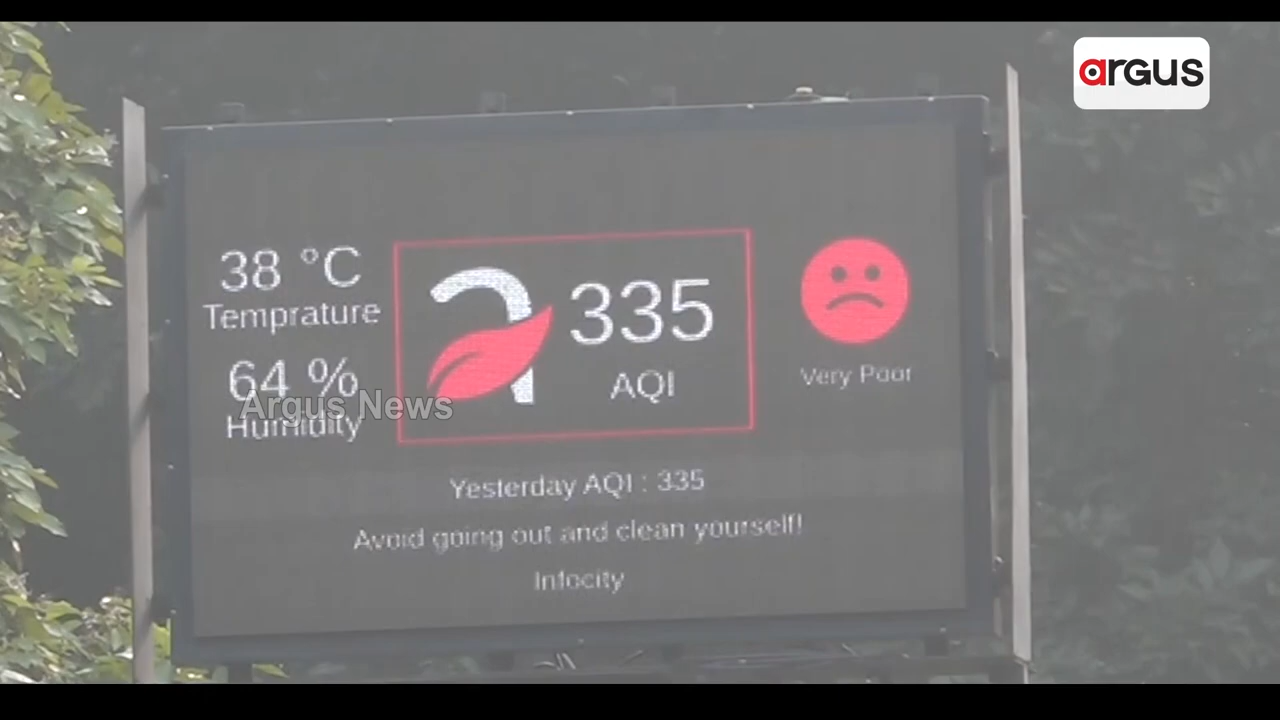 argus
38 °C
Temprature
64 %
Humidity
Argus News
335
AQI
Very Poor
Yesterday AQI : 335
Avoid going out and clean yourself!
Infocity